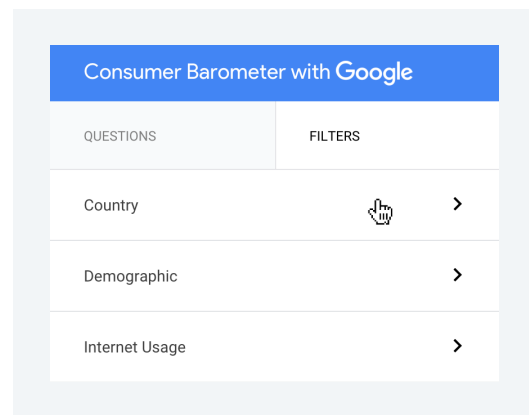 Consumer Barometer with Google
QUESTIONS
FILTERS
Country
Demographic
Internet Usage